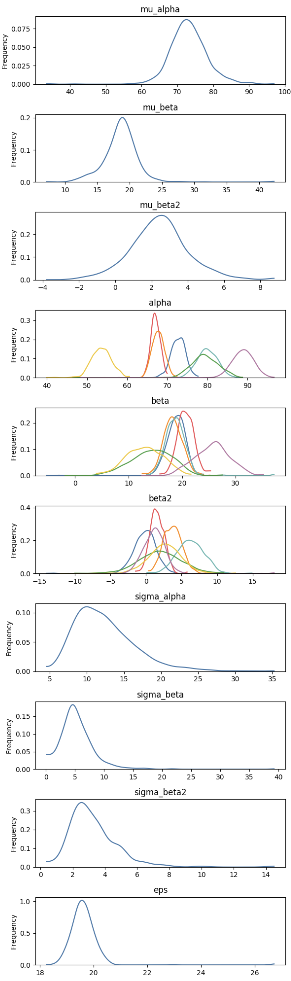 mu_alpha
Frequency
0.075
0.050
0.025
0.000
40 50 60 70 80 90 100
mu_beta
Frequency
0.2
0.1
0.0
10 15 20 25 30 35 40
mu_beta2
Frequency
0.2
0.1
0.0
−4 −2 0 2 4 6 8
alpha
Frequency
0.3
0.2
0.1
0.0
40 50 60 70 80 90
beta
Frequency
0.2
0.1
0.0
0 10 20 30
beta2
Frequency
0.4
0.2
0.0
−15 −10 −5 0 5 10 15
sigma_alpha
Frequency
0.10
0.05
0.00
5 10 15 20 25 30 35
sigma_beta
Frequency
0.15
0.10
0.05
0.00
0 5 10 15 20 25 30 35 40
sigma_beta2
Frequency
0.3
0.2
0.1
0.0
0 2 4 6 8 10 12 14
eps
Frequency
1.0
0.5
0.0
18 20 22 24 26